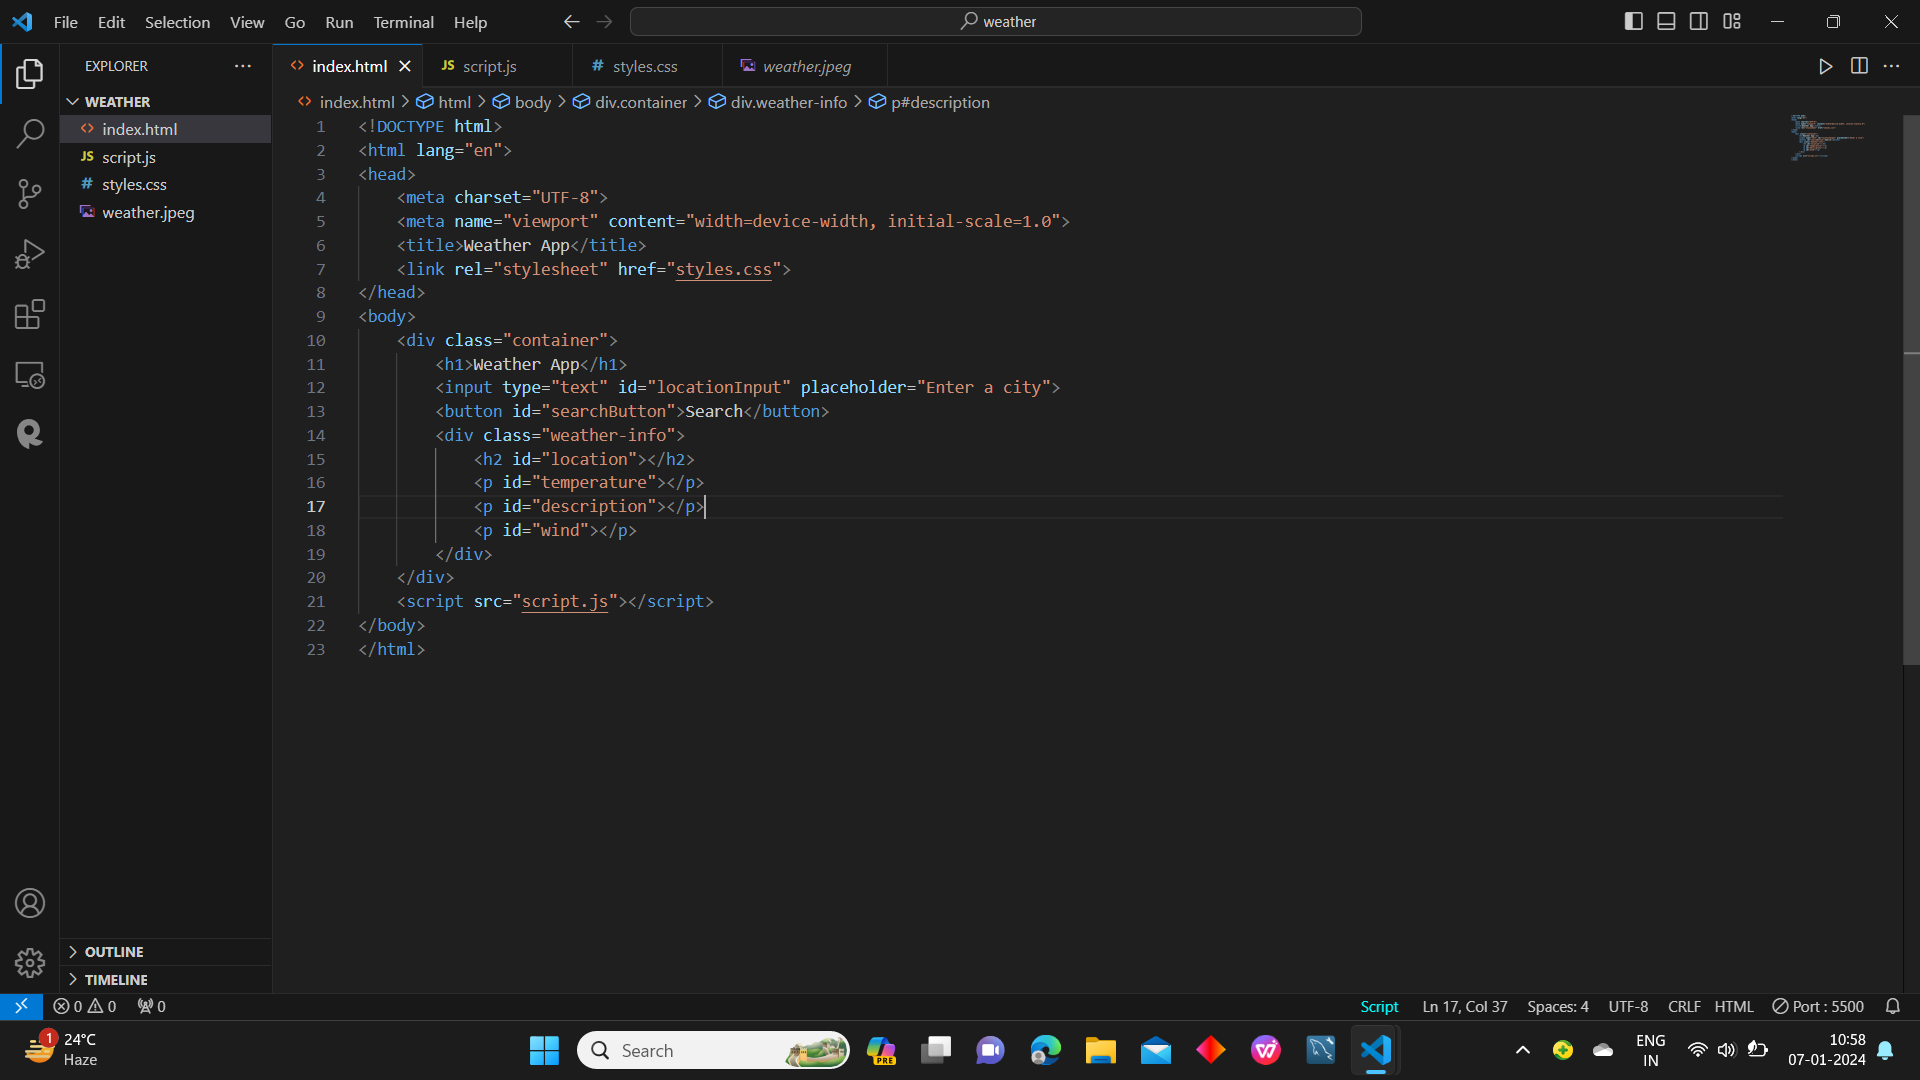 File Edit Selection View Go Run Terminal Help
weather
EXPLORER
index.html
JS script.js
# styles.css
weather.jpeg
WEATHER
index.html
JS script.js
# styles.css
weather.jpeg
index.html > html > body > div.container > div.weather-info > p#description
1 <!DOCTYPE html>
2 <html lang="en">
3 <head>
4 <meta charset="UTF-8">
5 <meta name="viewport" content="width=device-width, initial-scale=1.0">
6 <title>Weather App</title>
7 <link rel="stylesheet" href="styles.css">
8 </head>
9 <body>
10 <div class="container">
11 <h1>Weather App</h1>
12 <input type="text" id="locationInput" placeholder="Enter a city">
13 <button id="searchButton">Search</button>
14 <div class="weather-info">
15 <h2 id="location"></h2>
16 <p id="temperature"></p>
17 <p id="description"></p>
18 <p id="wind"></p>
19 </div>
20 </div>
21 <script src="script.js"></script>
22 </body>
23 </html>
OUTLINE
TIMELINE
0 0 0
Script Ln 17, Col 37 Spaces: 4 UTF-8 CRLF HTML Port : 5500
1
24°C
Haze
Search
PRE
ENG
IN
10:58
07-01-2024